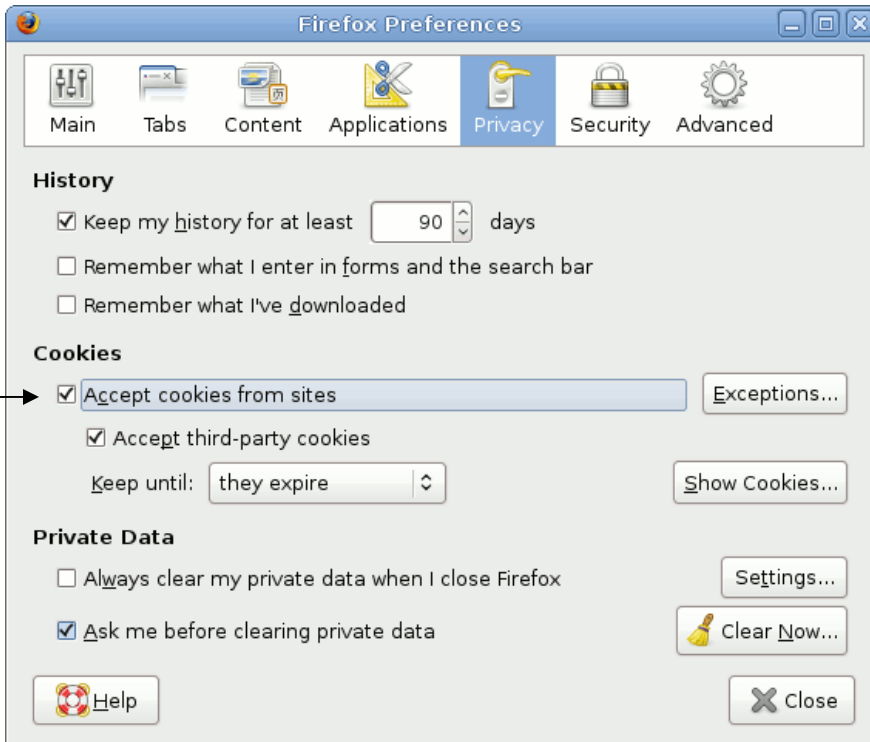 Firefox Preferences
Main Tabs Content Applications Privacy Security Advanced
History
Keep my history for at least 90 days
Remember what I enter in forms and the search bar
Remember what I've downloaded
Cookies
Accept cookies from sites Exceptions...
Accept third-party cookies
Keep until: they expire Show Cookies...
Private Data
Always clear my private data when I close Firefox Settings...
Ask me before clearing private data Clear Now...
Help Close